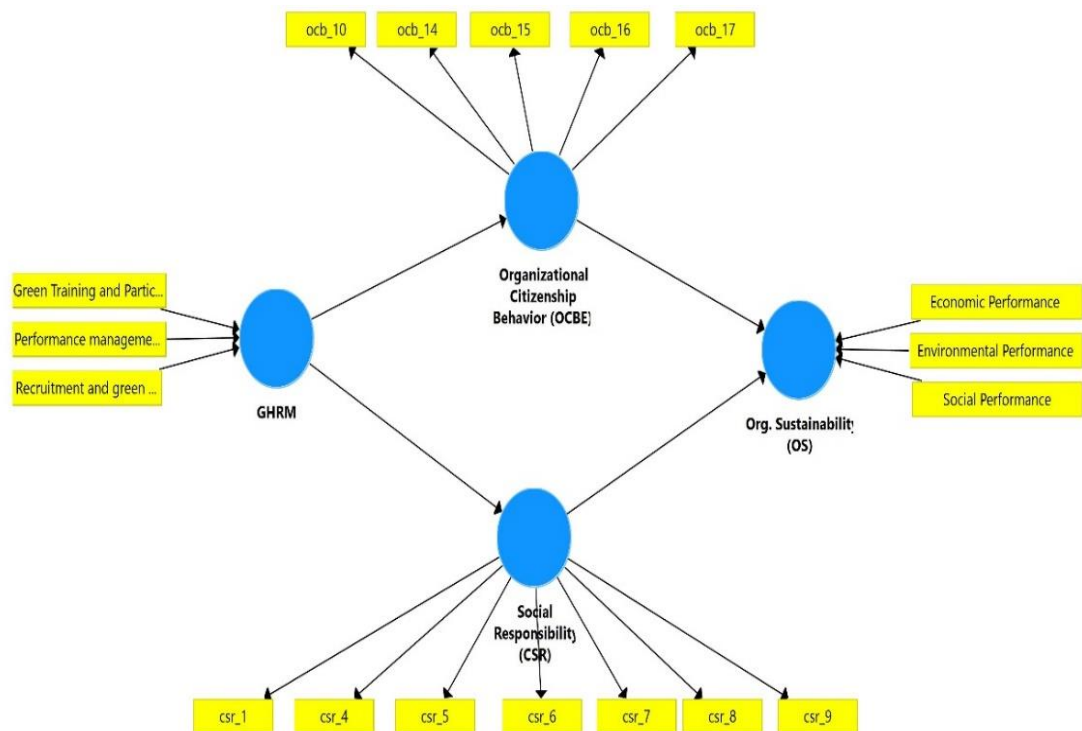 ocb_10
ocb_14
ocb_15
ocb_16
ocb_17
Organizational
Citizenship
Behavior (OCBE)
Green Training and Partic...
Performance manageme...
Recruitment and green ...
GHRM
Economic Performance
Environmental Performance
Social Performance
Org. Sustainability
(OS)
Social
Responsibility
(CSR)
csr_1
csr_4
csr_5
csr_6
csr_7
csr_8
csr_9